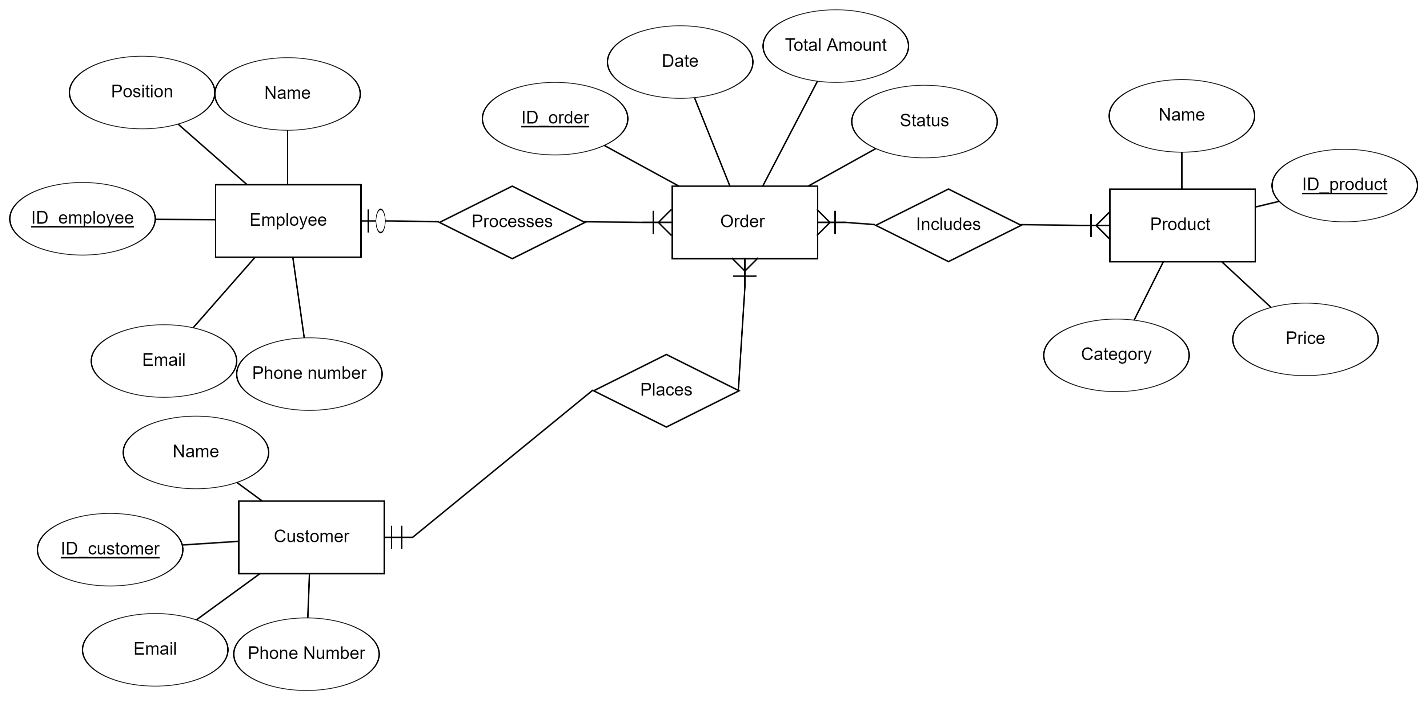 Total Amount
Date
Position
Name
ID_order
Status
Name
ID_employee
Employee
Processes
Order
Includes
Product
ID_product
Email
Phone number
Places
Category
Price
Name
Customer
ID_customer
Email
Phone Number